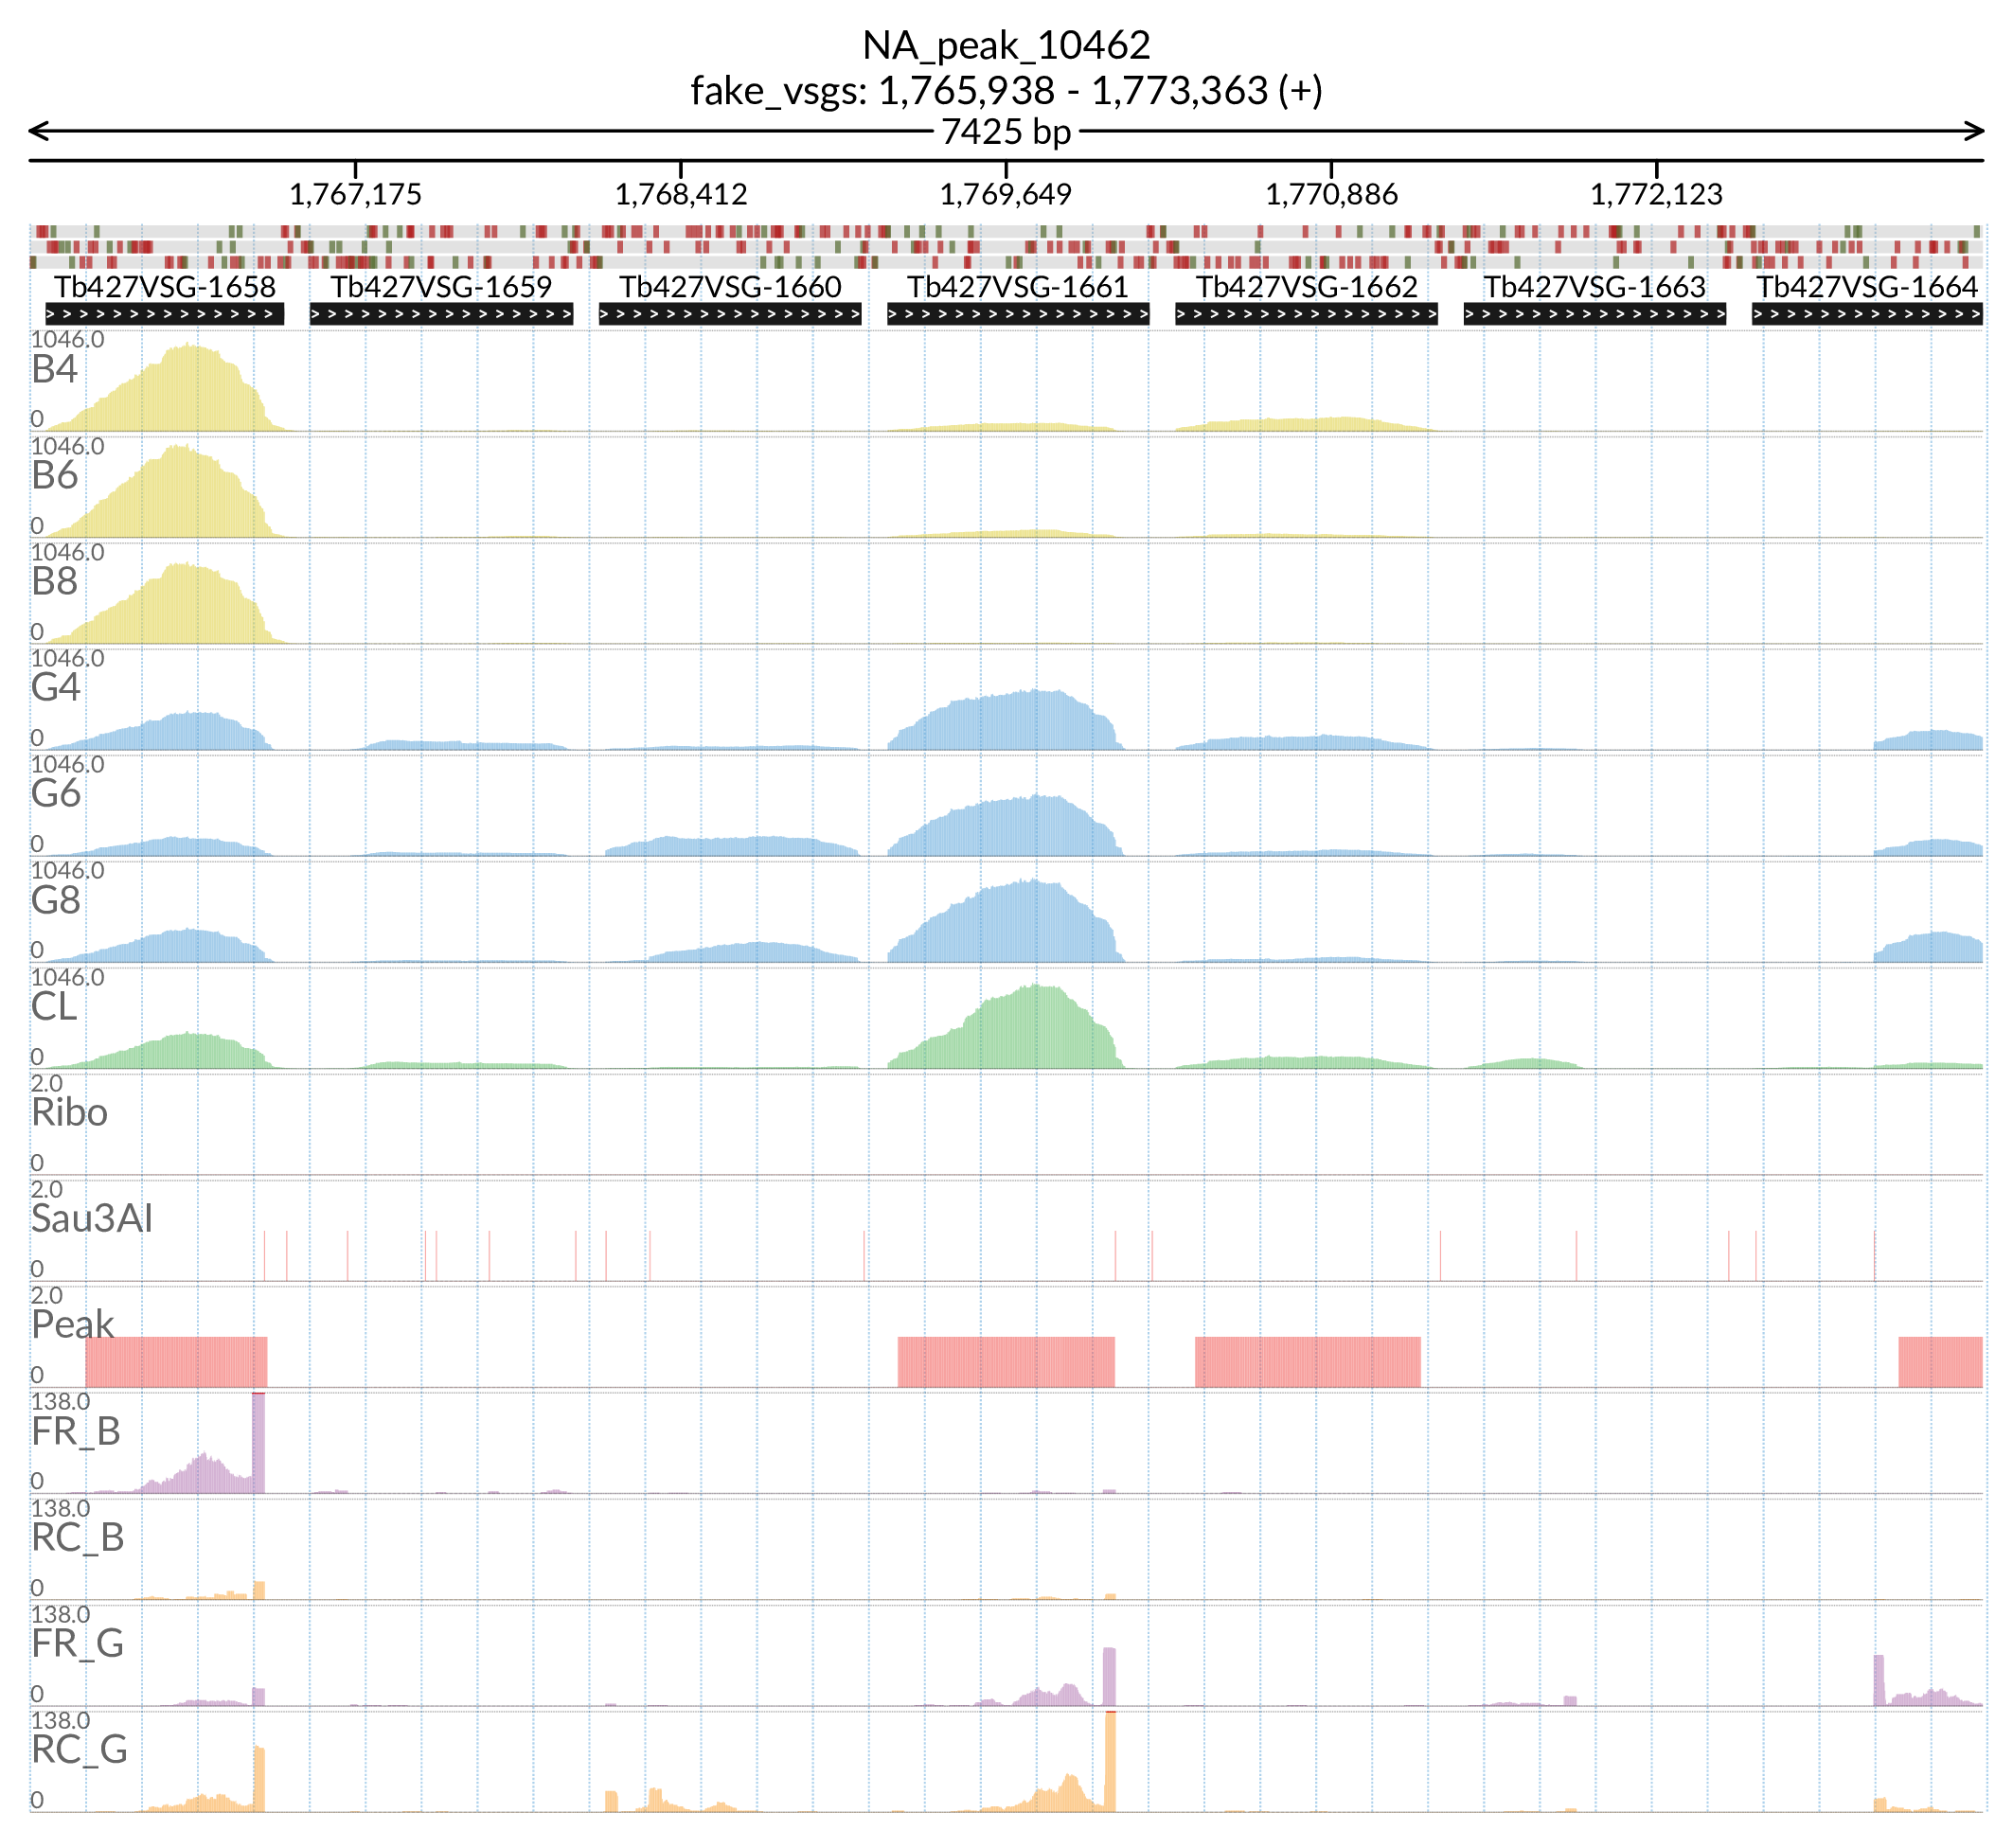 NA_peak_10462
fake_vsgs: 1,765,938 - 1,773,363 (+)
7425 bp
1,767,175 1,768,412 1,769,649 1,770,886 1,772,123
Tb427VSG-1658 Tb427VSG-1659 Tb427VSG-1660 Tb427VSG-1661 Tb427VSG-1662 Tb427VSG-1663 Tb427VSG-1664
1046.0
B4
0
1046.0
B6
0
1046.0
B8
0
1046.0
G4
0
1046.0
G6
0
1046.0
G8
0
1046.0
CL
0
2.0
Ribo
0
2.0
Sau3AI
0
2.0
Peak
0
138.0
FR_B
0
138.0
RC_B
0
138.0
FR_G
0
138.0
RC_G
0